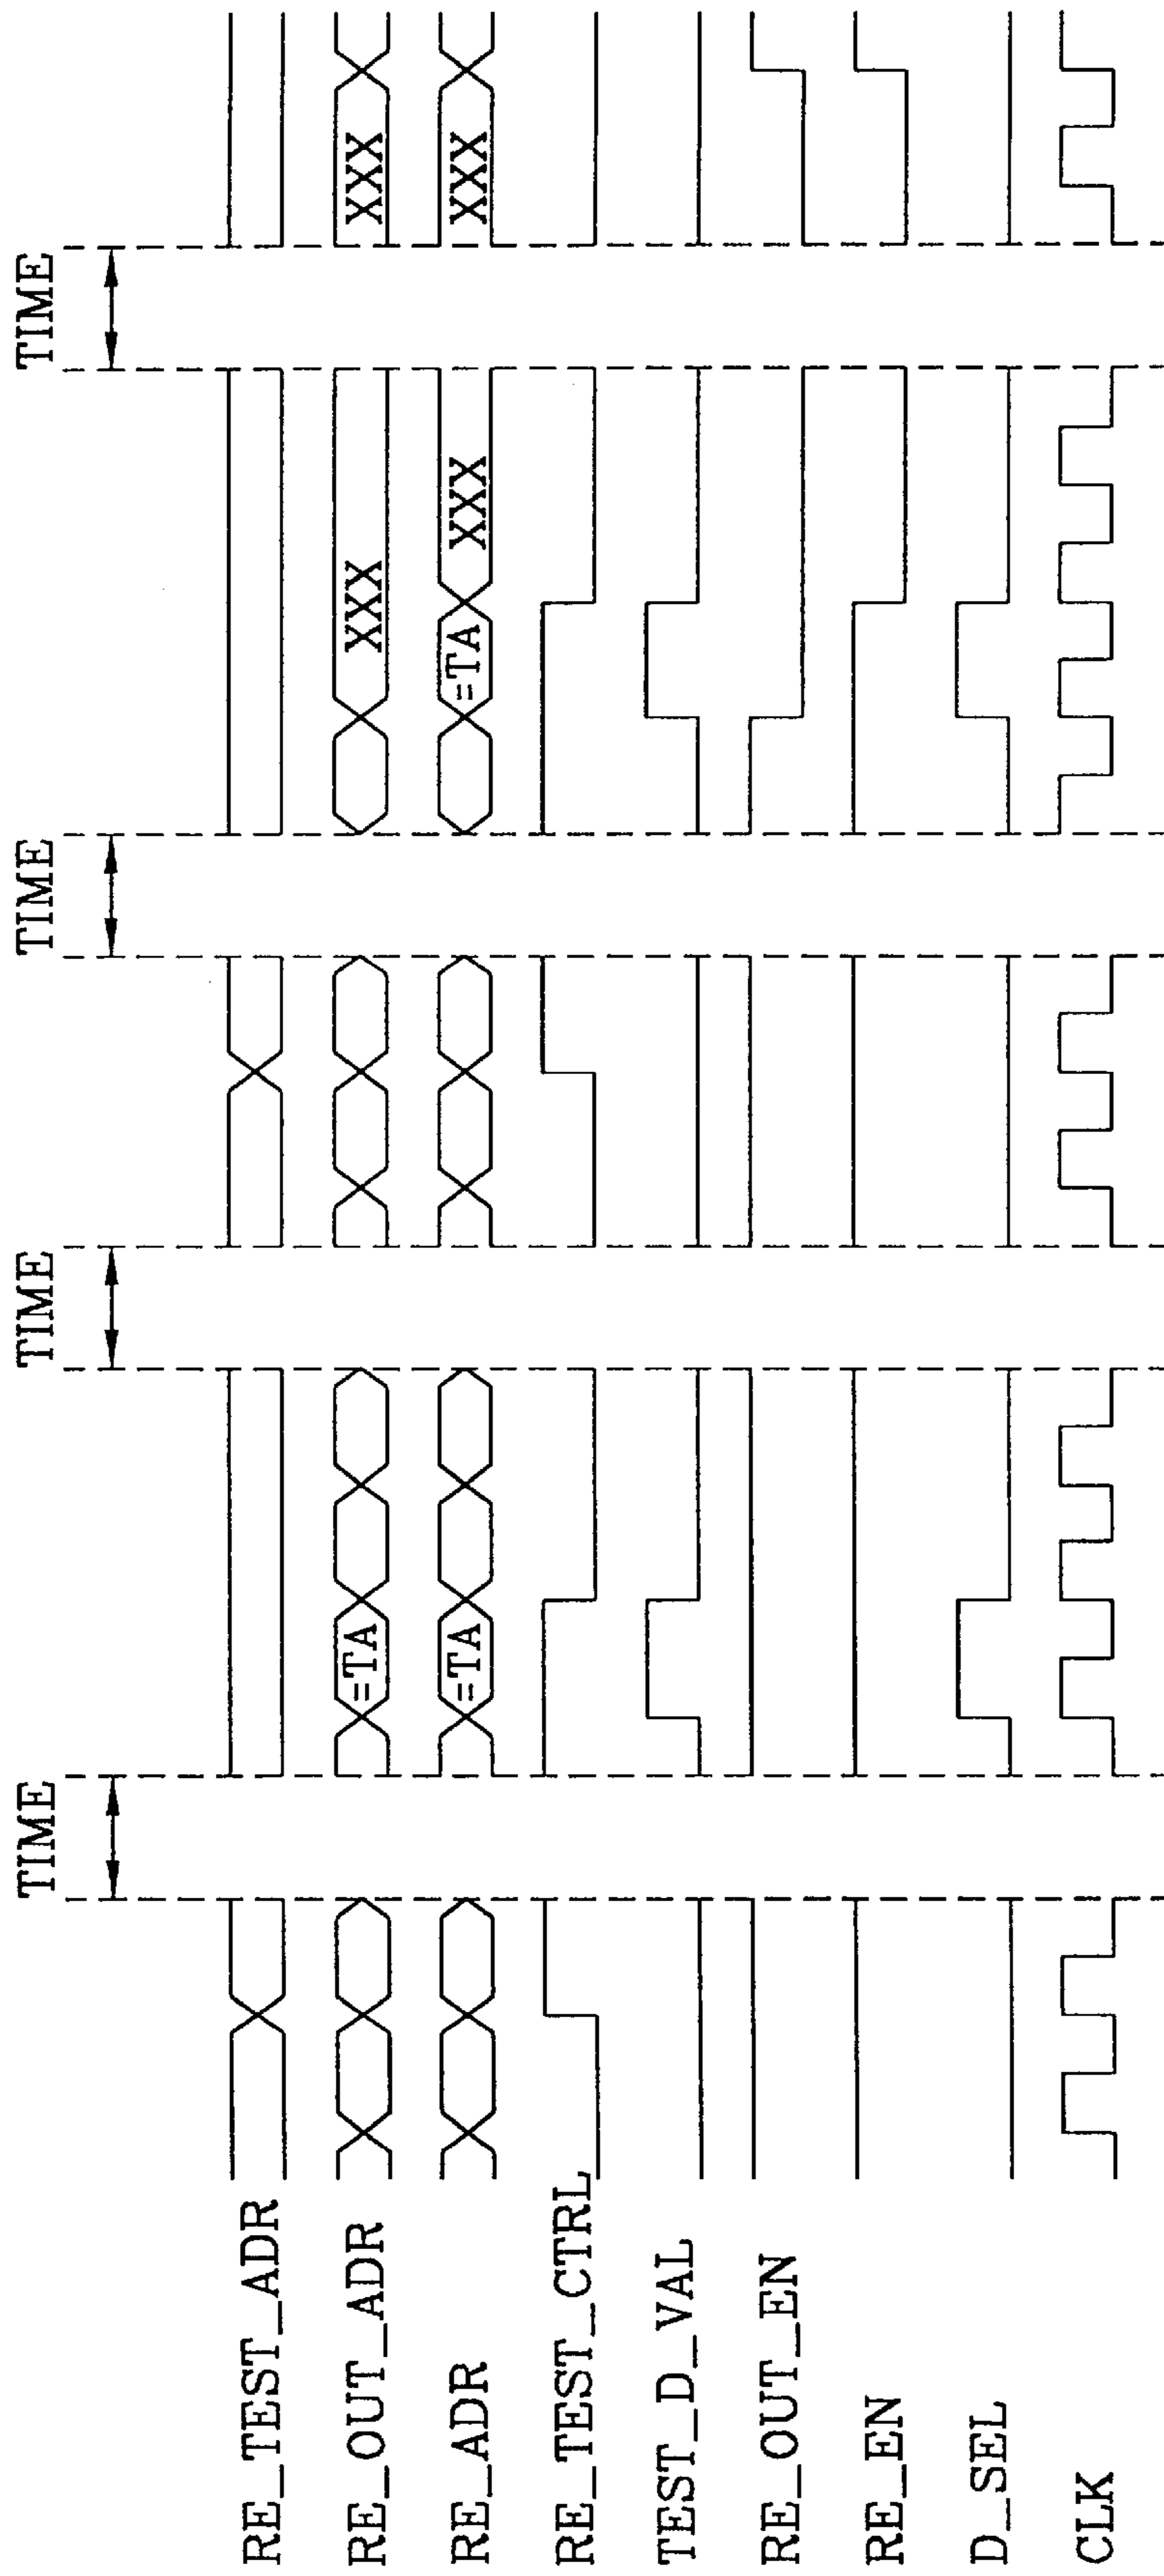 TIME TIME TIME TIME
RE_TEST_ADR
RE_OUT_ADR =TA XXX XXX
RE_ADR =TA =TA XXX XXX
RE_TEST_CTRL
TEST_D_VAL
RE_OUT_EN
RE_EN
D_SEL
CLK